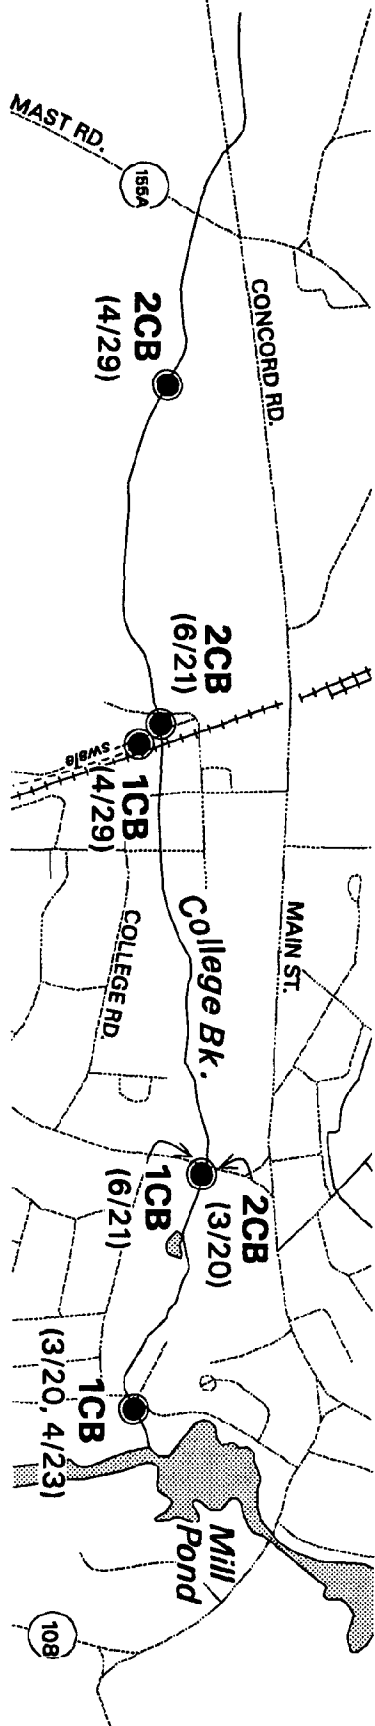 MAST RD.
155A
CONCORD RD.
2CB
(4/29)
2CB
(6/21)
swale
1CB
(4/29)
College Bk.
COLLEGE RD.
MAIN ST.
1CB
(6/21)
2CB
(3/20)
1CB
(3/20, 4/23)
Mill
Pond
108